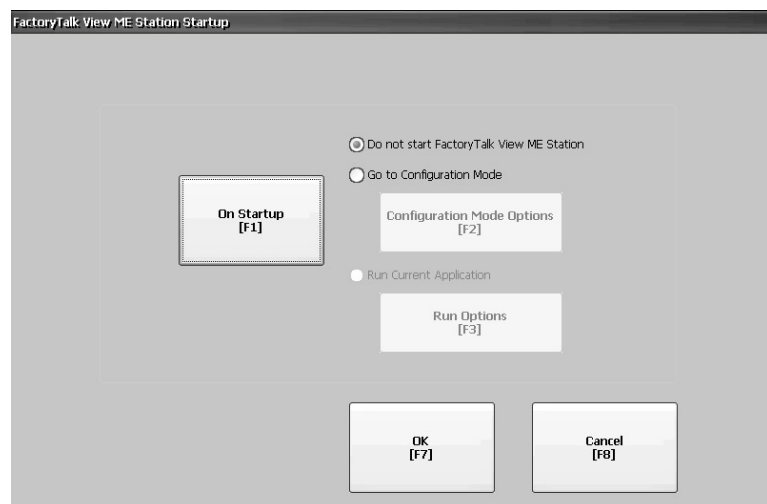 FactoryTalk View ME Station Startup
Do not start FactoryTalk View ME Station
Go to Configuration Mode
On Startup
[F1]
Configuration Mode Options
[F2]
Run Current Application
Run Options
[F3]
OK
[F7]
Cancel
[F8]